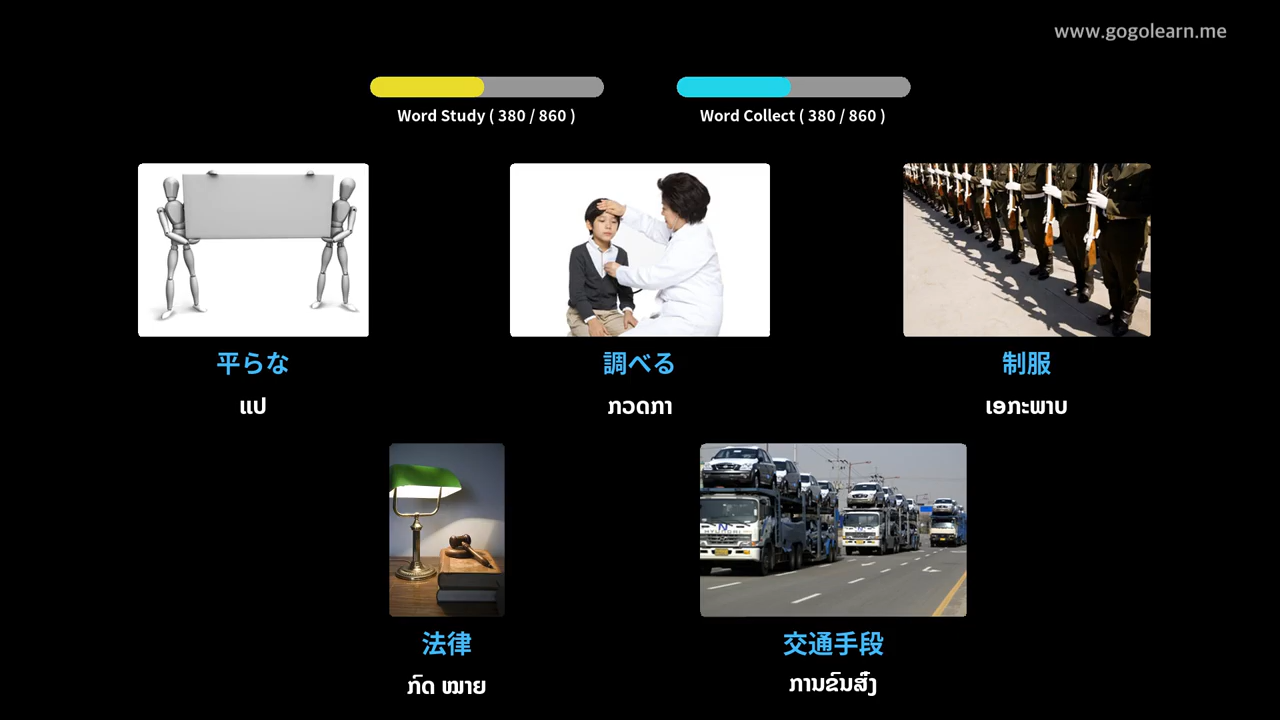 www.gogolearn.me
Word Study ( 380 / 860 )
Word Collect ( 380 / 860 )
平らな
調べる
制服
ແປ
ກວດກາ
ເອກະພາບ
法律
交通手段
ກົດ ໝາຍ
ການຂົນສົ່ງ